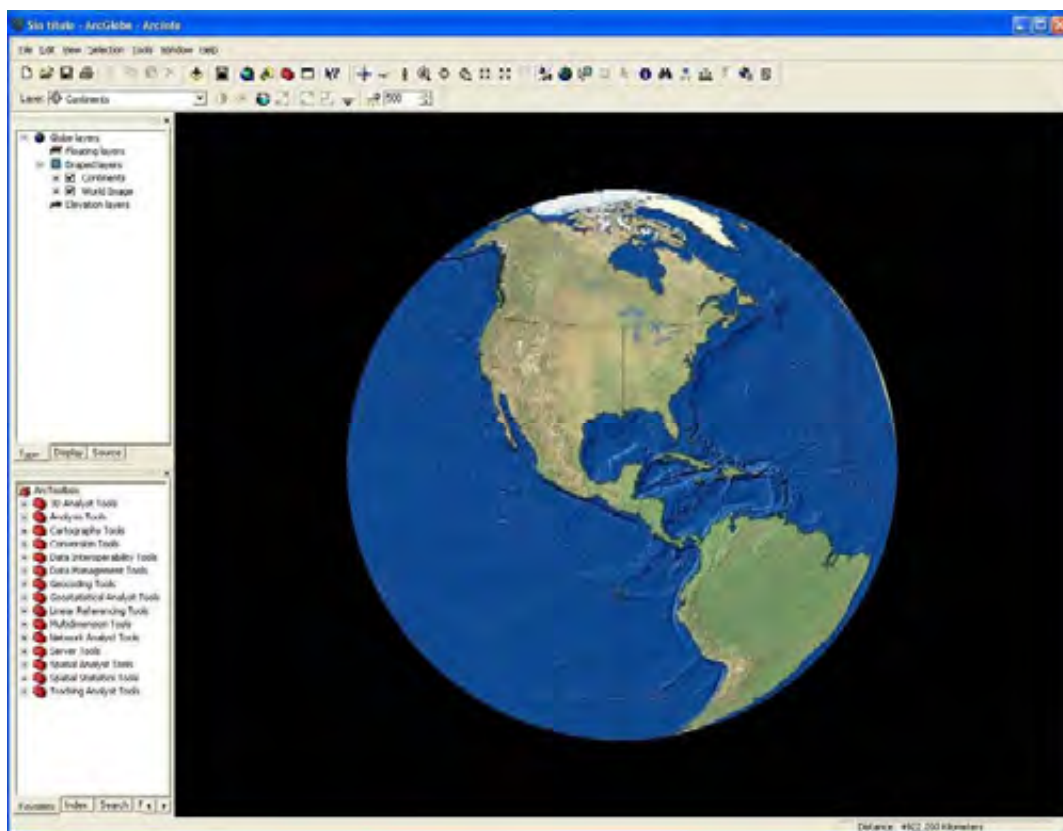 Sin título - ArcGlobe - ArcInfo
File Edit View Selection Tools Window Help
Layer: Continents
500
Globe layers
Floating layers
Draped layers
Continents
World Image
Elevation layers
Type Display Source
ArcToolbox
3D Analyst Tools
Analysis Tools
Cartography Tools
Conversion Tools
Data Interoperability Tools
Data Management Tools
Geocoding Tools
Geostatistical Analyst Tools
Linear Referencing Tools
Multidimension Tools
Network Analyst Tools
Server Tools
Spatial Analyst Tools
Spatial Statistics Tools
Tracking Analyst Tools
Favorites Index Search
Distance: Kilometers